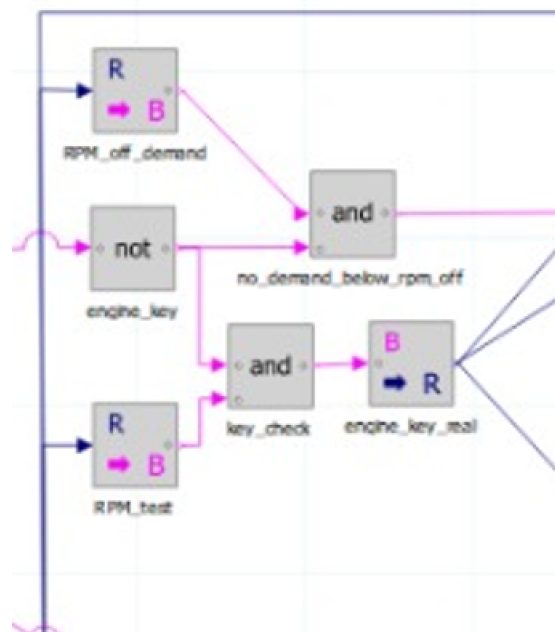 R
B
RPM_off_demand
and
not
no_demand_below_rpm_off
engine_key
and
B
R
key_check
engine_key_real
R
B
RPM_test